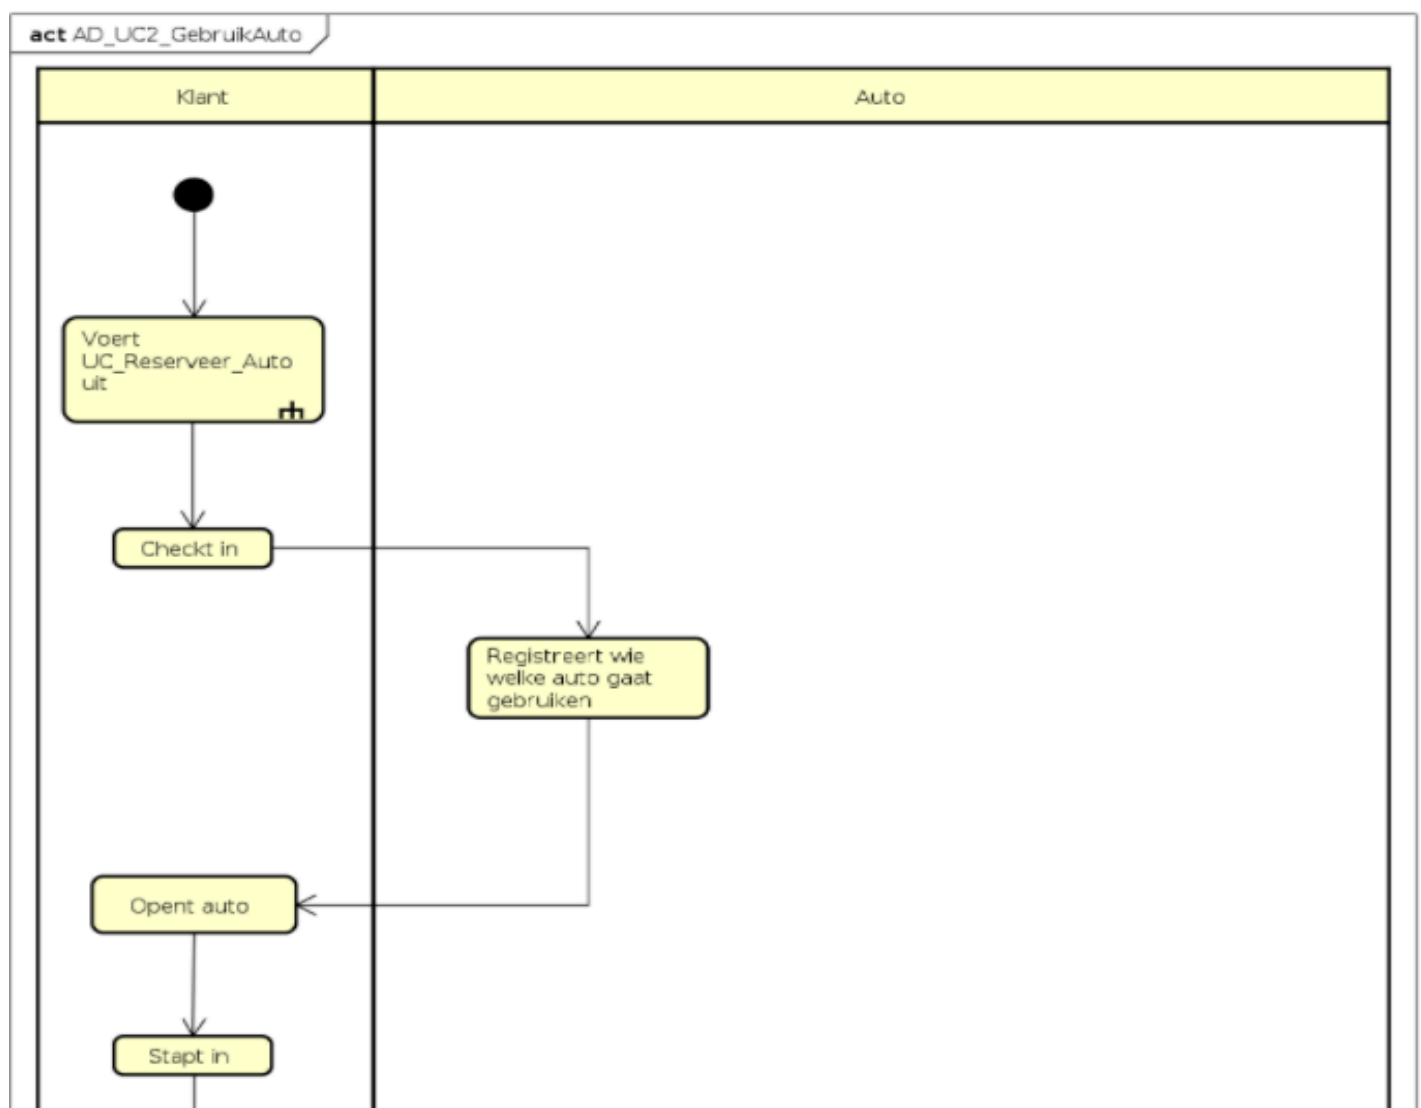 act AD_UC2_GebruikAuto
Klant
Auto
Voert
UC_Reserveer_Auto
uit
Checkt in
Registreert wie
welke auto gaat
gebruiken
Opent auto
Stapt in